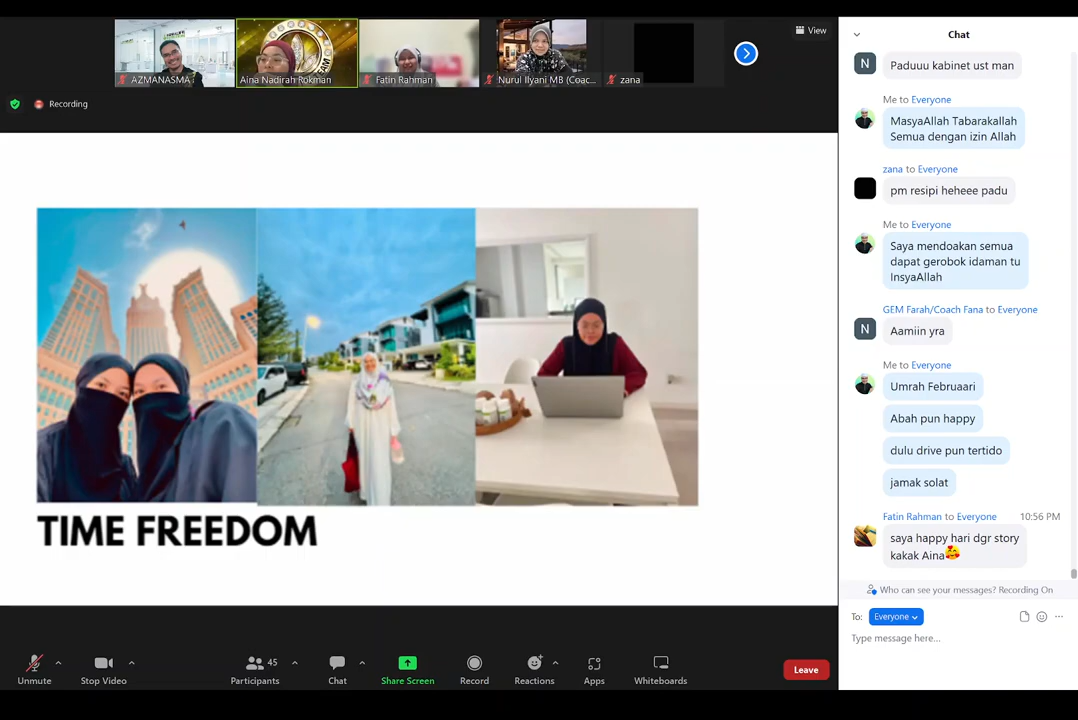 View
AZMANASMA
Aina Nadirah Rokman
Fatin Rahman
Nurul Ilyani MB (Coac...
zana
Recording
TIME FREEDOM
Unmute
Stop Video
45
Participants
Chat
Share Screen
Record
Reactions
Apps
Whiteboards
Leave
Chat
N
Paduuu kabinet ust man
Me to Everyone
MasyaAllah Tabarakallah
Semua dengan izin Allah
zana to Everyone
pm resipi heheee padu
Me to Everyone
Saya mendoakan semua
dapat gerobok idaman tu
InsyaAllah
GEM Farah/Coach Fana to Everyone
N
Aamiin yra
Me to Everyone
Umrah Februaari
Abah pun happy
dulu drive pun tertido
jamak solat
Fatin Rahman to Everyone 10:56 PM
saya happy hari dgr story
kakak Aina🥰
Who can see your messages? Recording On
To: Everyone
Type message here...